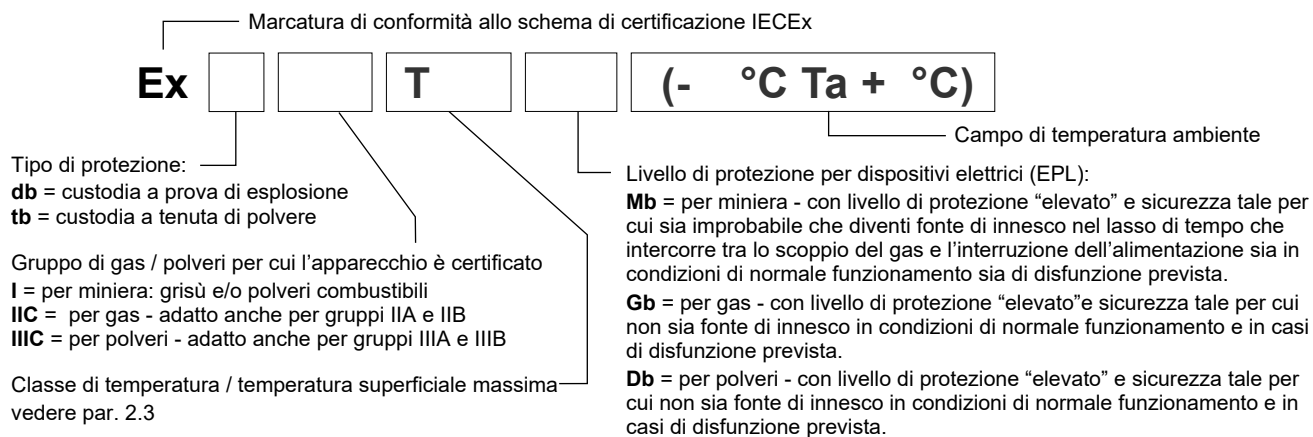 Marcatura di conformità allo schema di certificazione IECEx
Ex T (- °C Ta + °C)
Campo di temperatura ambiente
Tipo di protezione:
db = custodia a prova di esplosione
tb = custodia a tenuta di polvere
Gruppo di gas / polveri per cui l'apparecchio è certificato
I = per miniera: grisù e/o polveri combustibili
IIC = per gas - adatto anche per gruppi IIA e IIB
IIIC = per polveri - adatto anche per gruppi IIIA e IIIB
Classe di temperatura / temperatura superficiale massima
vedere par. 2.3
Livello di protezione per dispositivi elettrici (EPL):
Mb = per miniera - con livello di protezione “elevato” e sicurezza tale per
cui sia improbabile che diventi fonte di innesco nel lasso di tempo che
intercorre tra lo scoppio del gas e l’interruzione dell’alimentazione sia in
condizioni di normale funzionamento sia di disfunzione prevista.
Gb = per gas - con livello di protezione “elevato”e sicurezza tale per cui
non sia fonte di innesco in condizioni di normale funzionamento e in casi
di disfunzione prevista.
Db = per polveri - con livello di protezione “elevato” e sicurezza tale per
cui non sia fonte di innesco in condizioni di normale funzionamento e in
casi di disfunzione prevista.